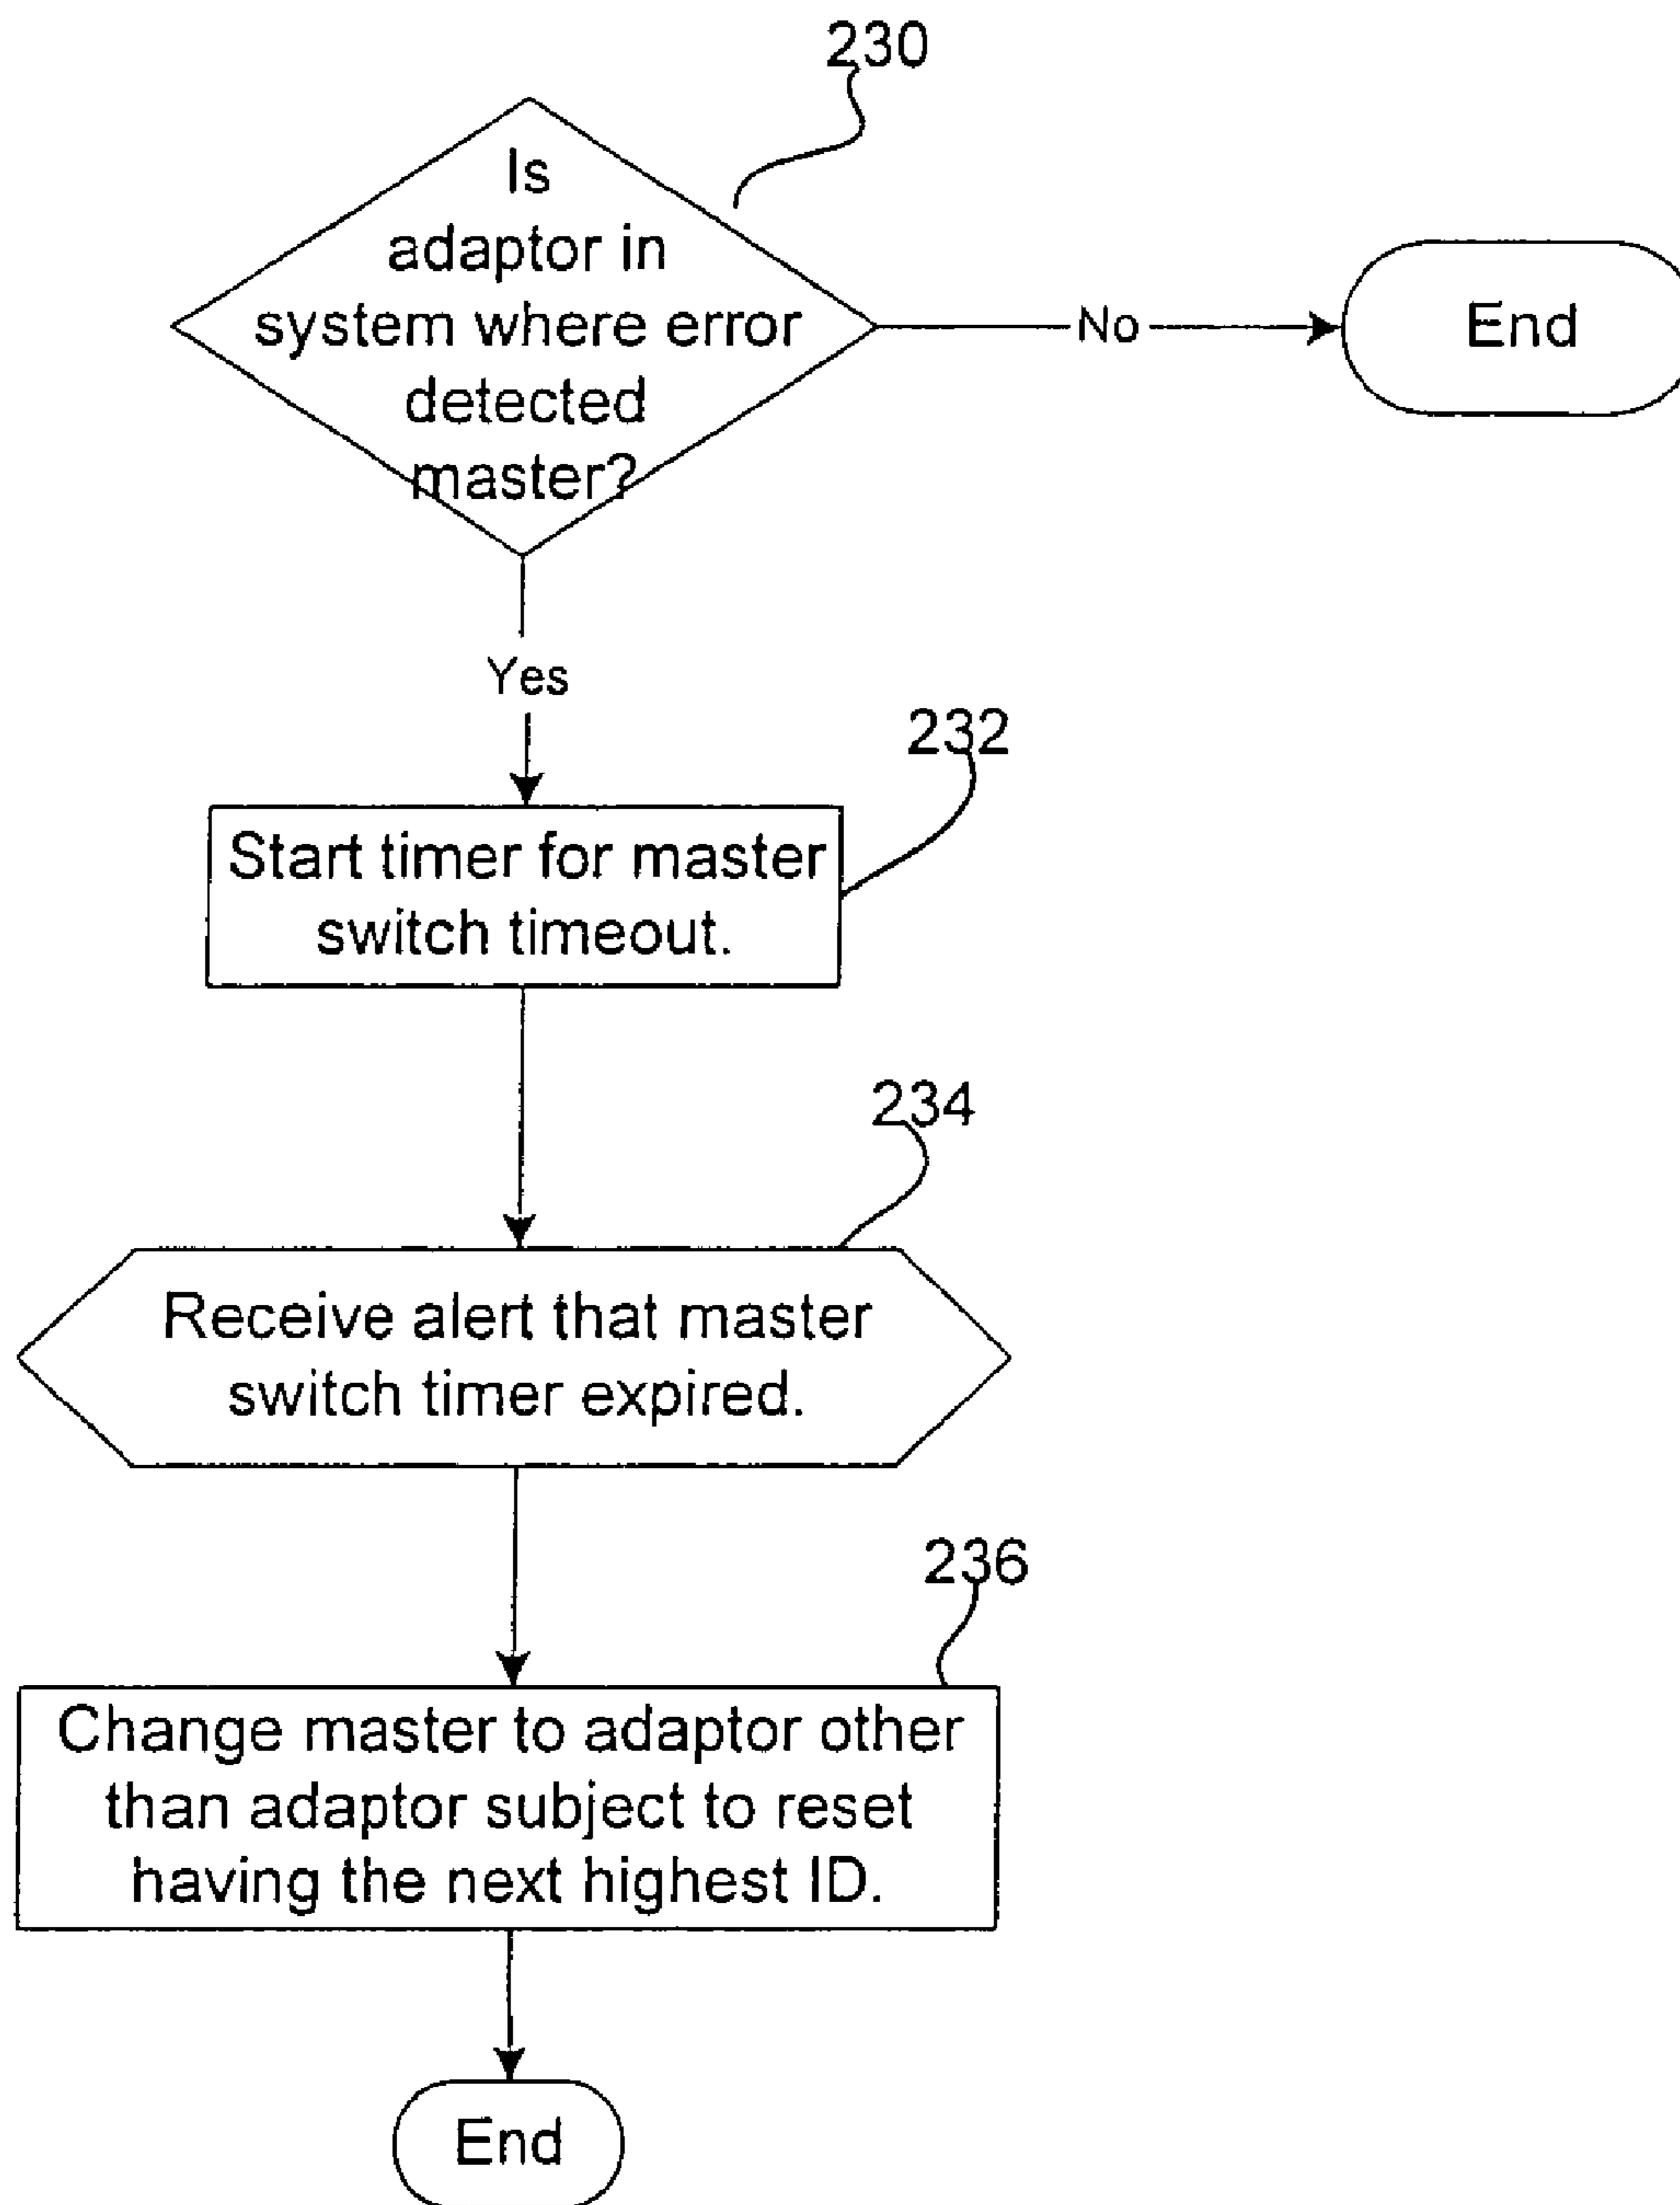 230
Is
adaptor in
system where error
detected
master?
No
End
Yes
232
Start timer for master
switch timeout.
234
Receive alert that master
switch timer expired.
236
Change master to adaptor other
than adaptor subject to reset
having the next highest ID.
End